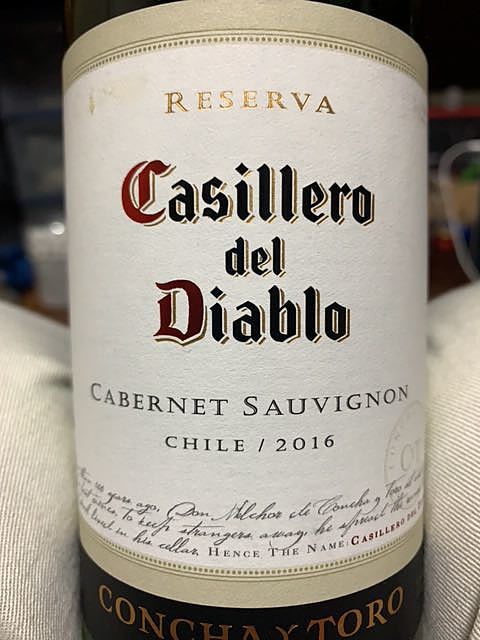 RESERVA
Casillero
del
Diablo
CABERNET SAUVIGNON
CHILE / 2016
years ago, Don Melchor de Concha y Toro
to keep strangers away, he spread the
in his cellar. HENCE THE NAME: CASILLERO DEL
CONCHA Y TORO